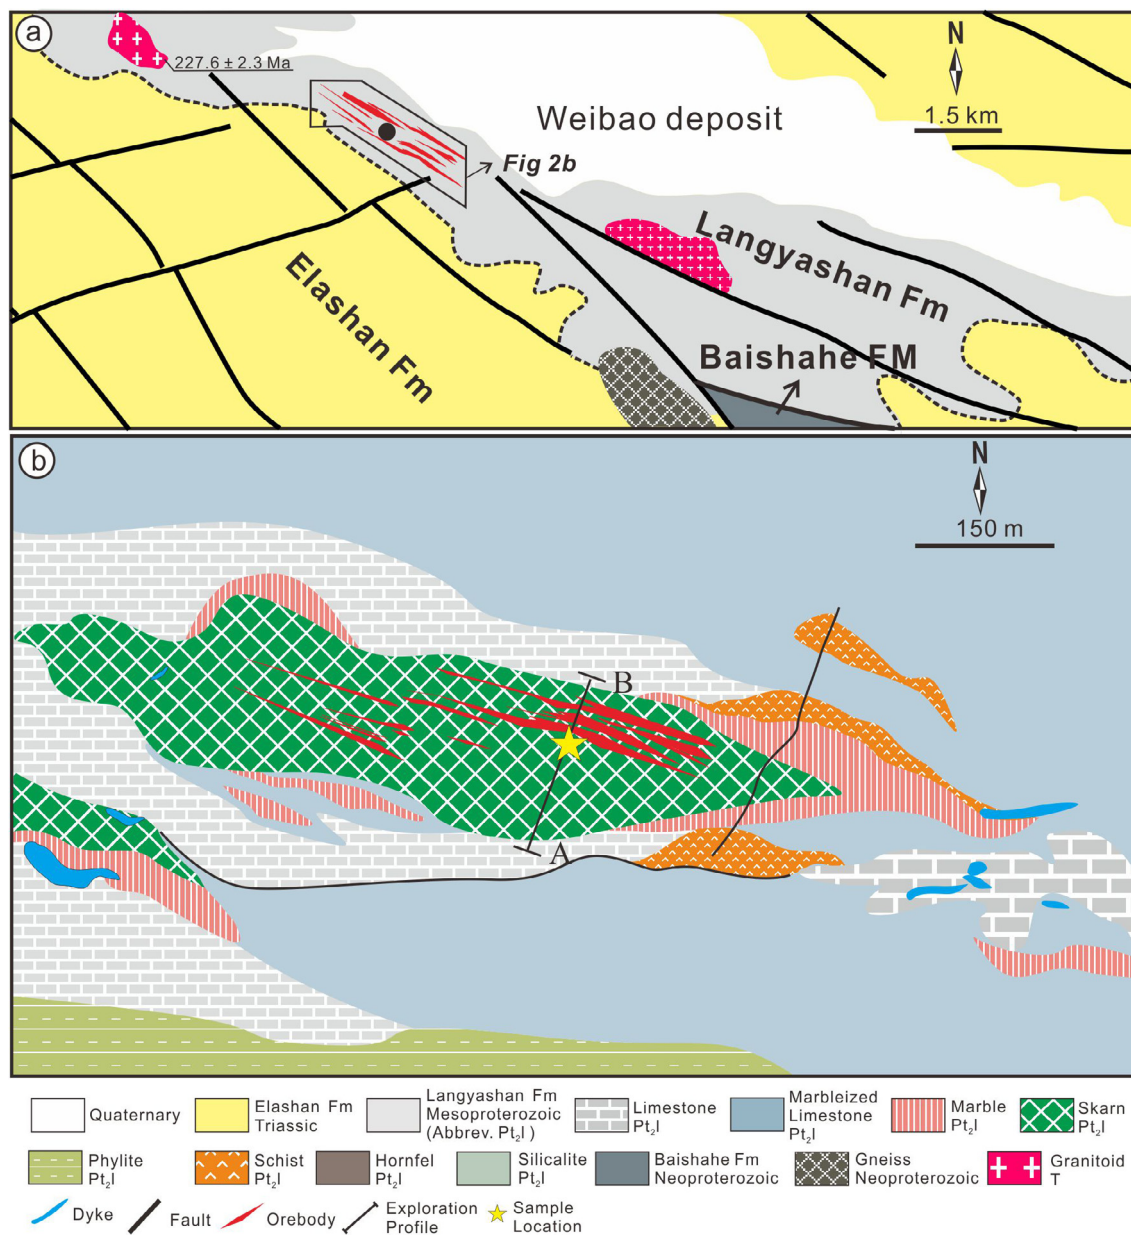 a
227.6 ± 2.3 Ma
N
1.5 km
Weibao deposit
Fig 2b
Langyashan Fm
Elashan Fm
Baishahe FM
b
N
150 m
B
A
Quaternary
Elashan Fm
Triassic
Langyashan Fm
Mesoproterozoic
(Abbrev. Pt₂l )
Limestone
Pt₂l
Marbleized
Limestone
Pt₂l
Marble
Pt₂l
Skarn
Pt₂l
Phylite
Pt₂l
Schist
Pt₂l
Hornfel
Pt₂l
Silicalite
Pt₂l
Baishahe Fm
Neoproterozoic
Gneiss
Neoproterozoic
Granitoid
T
Dyke
Fault
Orebody
Exploration
Profile
Sample
Location